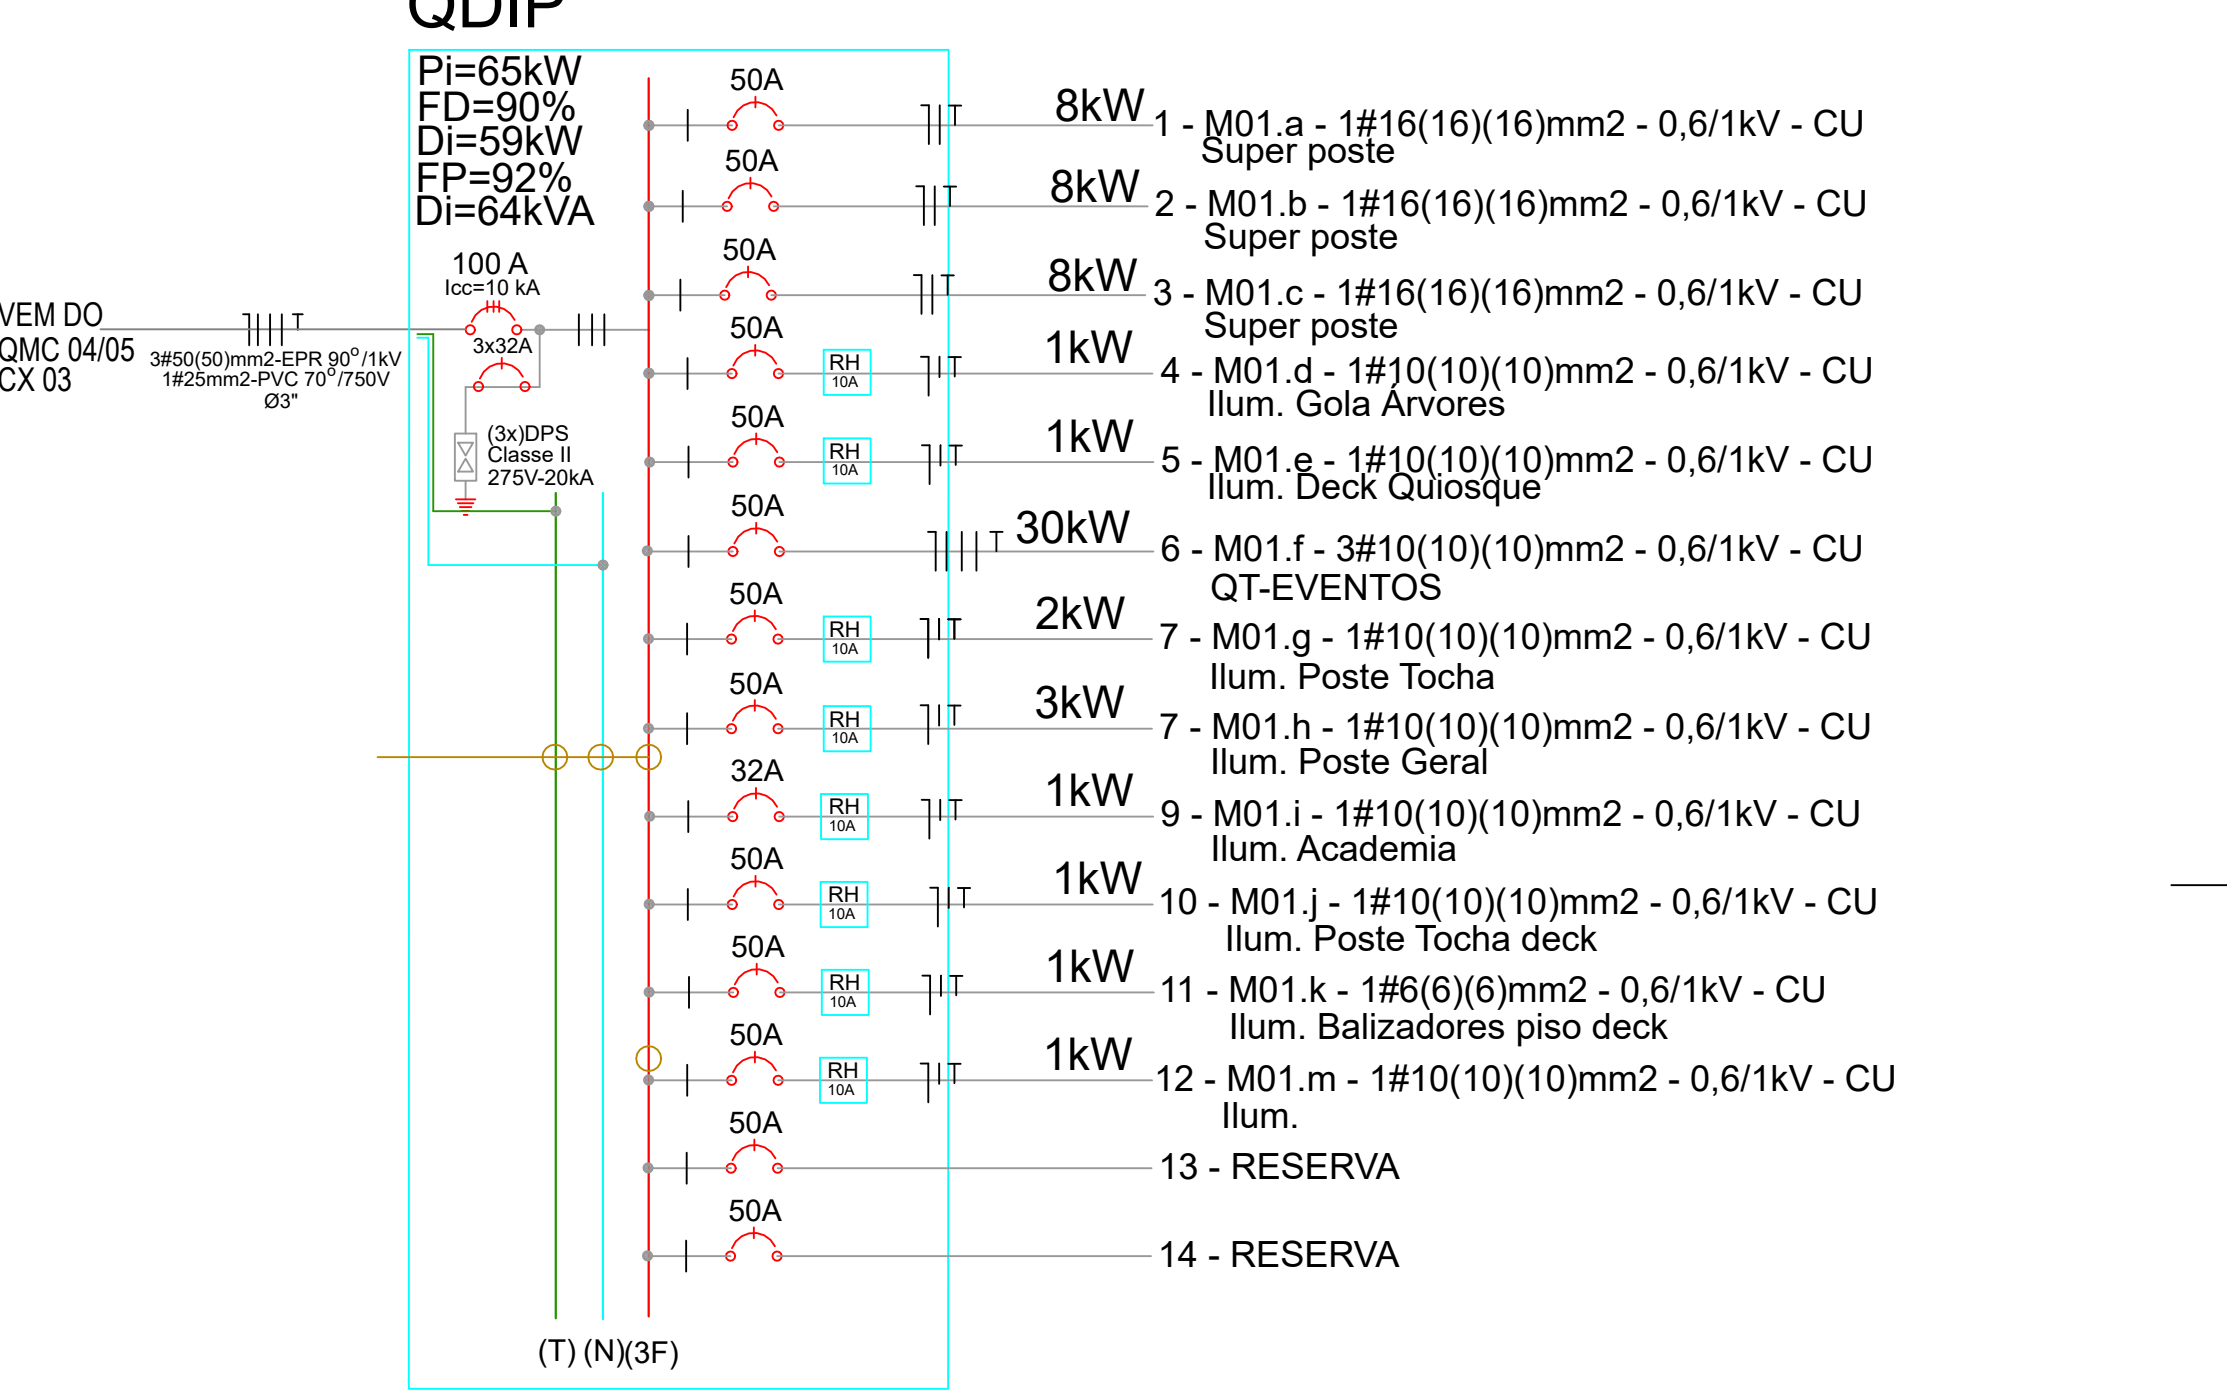 QDIP
Pi=65kW
FD=90%
Di=59kW
FP=92%
Di=64kVA
100 A
Icc=10 kA
3x32A
VEM DO
QMC 04/05
CX 03
3#50(50)mm2-EPR 90°/1kV
1#25mm2-PVC 70°/750V
Ø3"
(3x)DPS
Classe II
275V-20kA
50A 8kW 1 - M01.a - 1#16(16)(16)mm2 - 0,6/1kV - CU
Super poste
50A 8kW 2 - M01.b - 1#16(16)(16)mm2 - 0,6/1kV - CU
Super poste
50A 8kW 3 - M01.c - 1#16(16)(16)mm2 - 0,6/1kV - CU
Super poste
50A RH 10A 1kW 4 - M01.d - 1#10(10)(10)mm2 - 0,6/1kV - CU
Ilum. Gola Árvores
50A RH 10A 1kW 5 - M01.e - 1#10(10)(10)mm2 - 0,6/1kV - CU
Ilum. Deck Quiosque
50A 30kW 6 - M01.f - 3#10(10)(10)mm2 - 0,6/1kV - CU
QT-EVENTOS
50A RH 10A 2kW 7 - M01.g - 1#10(10)(10)mm2 - 0,6/1kV - CU
Ilum. Poste Tocha
50A RH 10A 3kW 7 - M01.h - 1#10(10)(10)mm2 - 0,6/1kV - CU
Ilum. Poste Geral
32A RH 10A 1kW 9 - M01.i - 1#10(10)(10)mm2 - 0,6/1kV - CU
Ilum. Academia
50A RH 10A 1kW 10 - M01.j - 1#10(10)(10)mm2 - 0,6/1kV - CU
Ilum. Poste Tocha deck
50A RH 10A 1kW 11 - M01.k - 1#6(6)(6)mm2 - 0,6/1kV - CU
Ilum. Balizadores piso deck
50A RH 10A 1kW 12 - M01.m - 1#10(10)(10)mm2 - 0,6/1kV - CU
Ilum.
50A 13 - RESERVA
50A 14 - RESERVA
(T) (N)(3F)